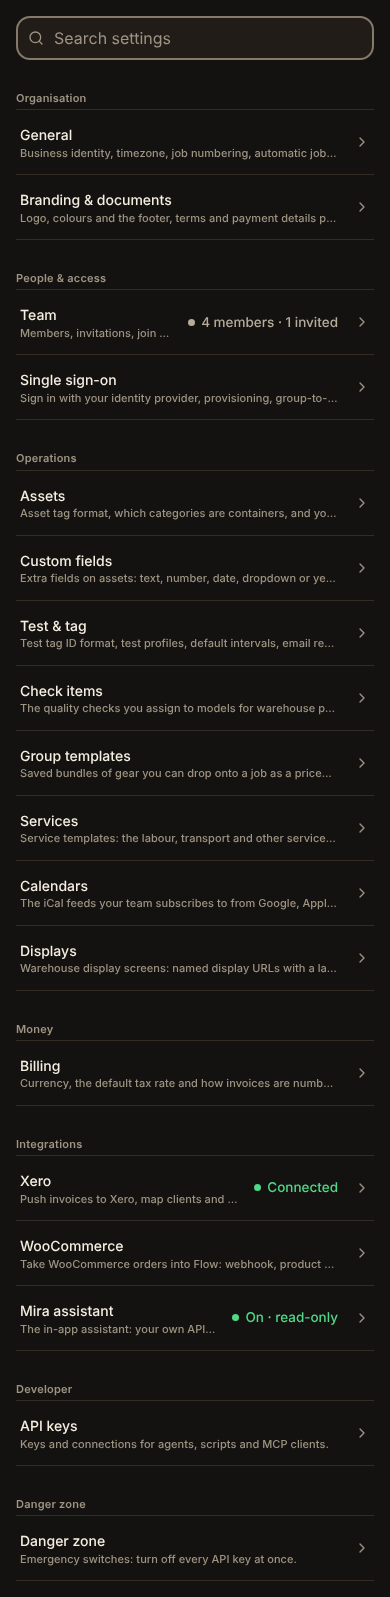 Search settings
Organisation
General
Business identity, timezone, job numbering, automatic job...
Branding & documents
Logo, colours and the footer, terms and payment details p...
People & access
Team
4 members · 1 invited
Members, invitations, join ...
Single sign-on
Sign in with your identity provider, provisioning, group-to-...
Operations
Assets
Asset tag format, which categories are containers, and yo...
Custom fields
Extra fields on assets: text, number, date, dropdown or ye...
Test & tag
Test tag ID format, test profiles, default intervals, email re...
Check items
The quality checks you assign to models for warehouse p...
Group templates
Saved bundles of gear you can drop onto a job as a price...
Services
Service templates: the labour, transport and other service...
Calendars
The iCal feeds your team subscribes to from Google, Appl...
Displays
Warehouse display screens: named display URLs with a la...
Money
Billing
Currency, the default tax rate and how invoices are numb...
Integrations
Xero
Connected
Push invoices to Xero, map clients and ...
WooCommerce
Take WooCommerce orders into Flow: webhook, product ...
Mira assistant
On · read-only
The in-app assistant: your own API...
Developer
API keys
Keys and connections for agents, scripts and MCP clients.
Danger zone
Danger zone
Emergency switches: turn off every API key at once.